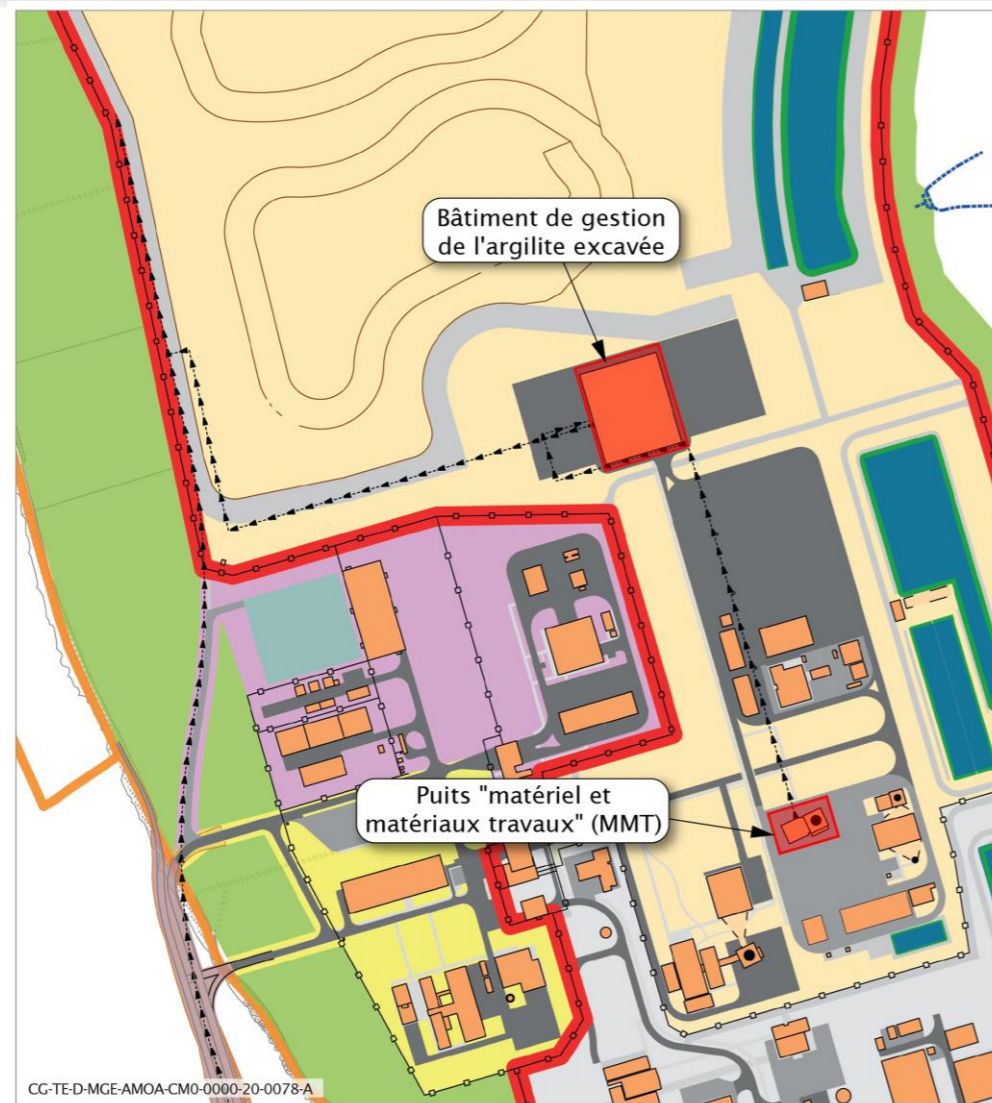 Bâtiment de gestion
de l'argilite excavée
Puits "matériel et
matériaux travaux" (MMT)
CG-TE-D-MGE-AMOA-CM0-0000-20-0078-A